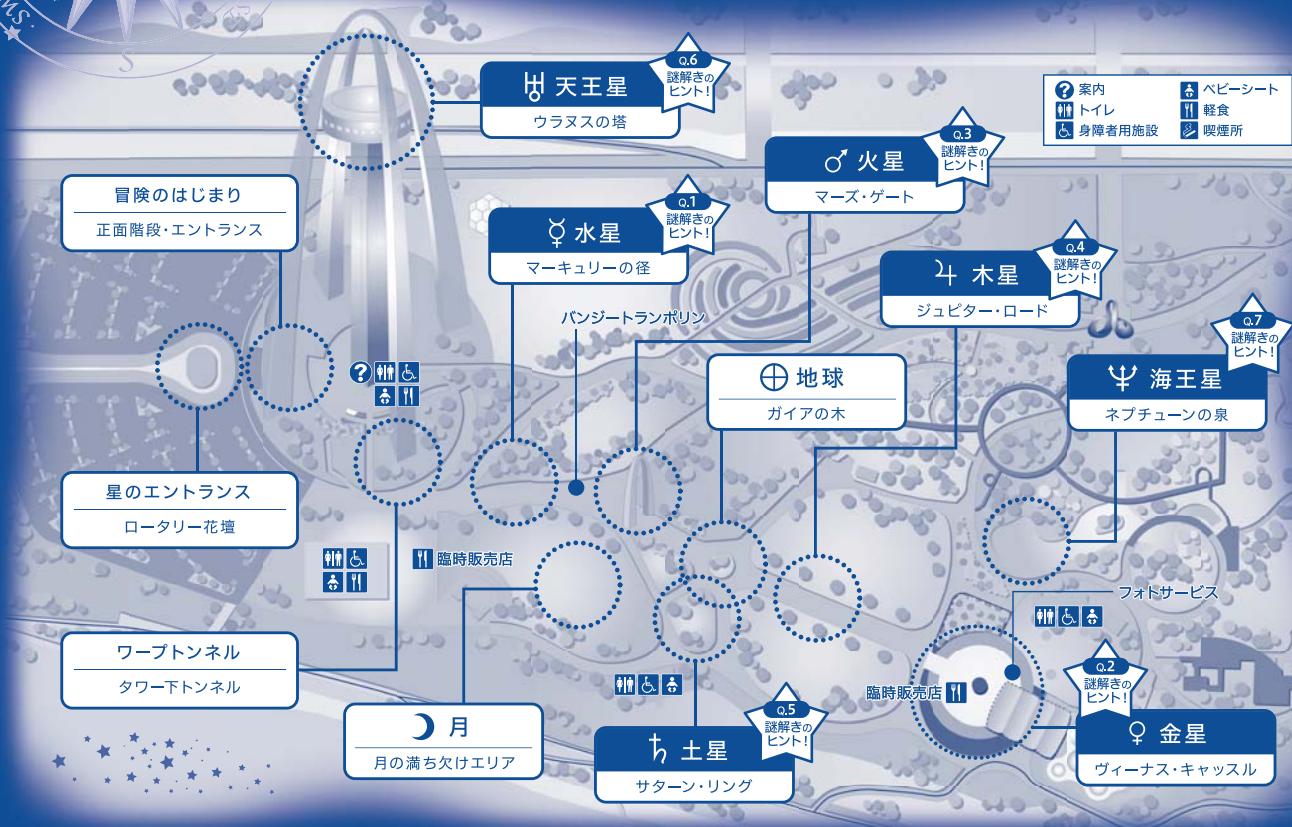 ms.
S
♅ 天王星
ウラヌスの塔
Q.6
謎解きの
ヒント!
? 案内
トイレ
身障者用施設
ベビーシート
軽食
喫煙所
♂ 火星
マーズ・ゲート
Q.3
謎解きの
ヒント!
冒険のはじまり
正面階段・エントランス
☿ 水星
マーキュリーの径
Q.1
謎解きの
ヒント!
♃ 木星
ジュピター・ロード
Q.4
謎解きの
ヒント!
バンジートランポリン
?
地球
ガイアの木
♆ 海王星
ネプチューンの泉
Q.7
謎解きの
ヒント!
星のエントランス
ロータリー花壇
臨時販売店
フォトサービス
ワープトンネル
タワー下トンネル
月
月の満ち欠けエリア
♄ 土星
サターン・リング
Q.5
謎解きの
ヒント!
臨時販売店
♀ 金星
ヴィーナス・キャッスル
Q.2
謎解きの
ヒント!